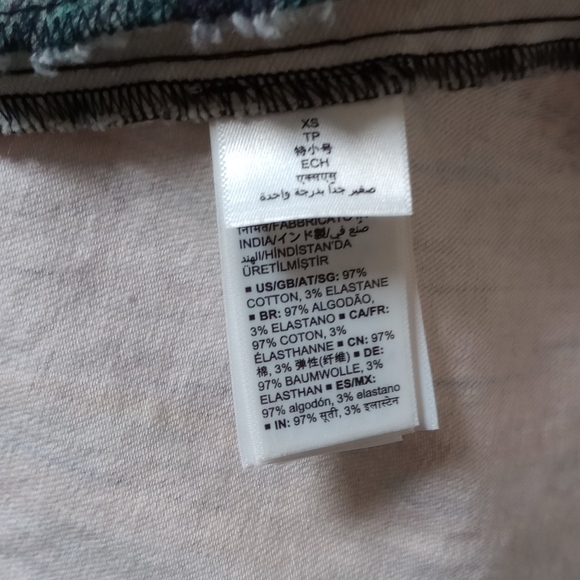 XS
TP
特小号
ECH
एक्सएस
صغير جداً بدرجة واحدة
निर्मित/FABBRICATO IN
INDIA/インド製/صنع في
الهند/HİNDİSTAN'DA
ÜRETİLMİŞTİR
▪ US/GB/AT/SG: 97%
COTTON, 3% ELASTANE
▪ BR: 97% ALGODÃO,
3% ELASTANO ▪ CA/FR:
97% COTON, 3%
ÉLASTHANNE ▪ CN: 97%
棉, 3% 弹性(纤维) ▪ DE:
97% BAUMWOLLE, 3%
ELASTHAN ▪ ES/MX:
97% algodón, 3% elastano
▪ IN: 97% सूती, 3% इलास्टेन